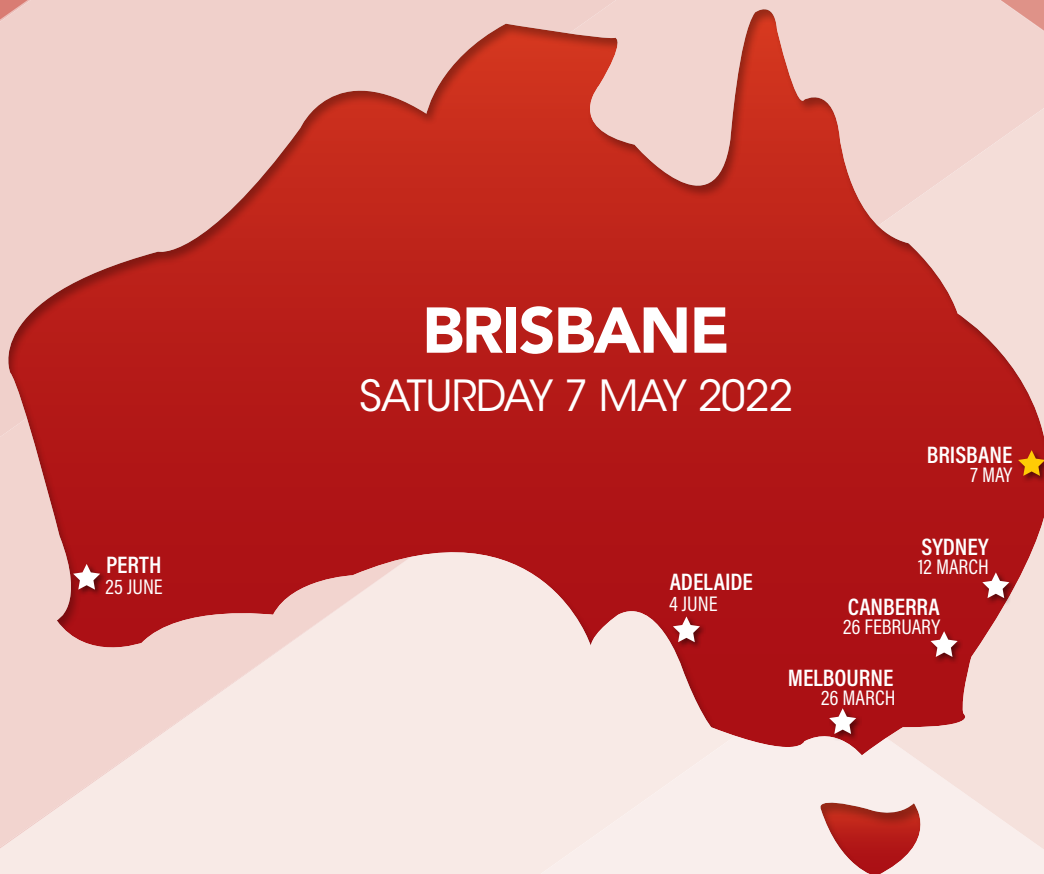 BRISBANE
SATURDAY 7 MAY 2022
BRISBANE
7 MAY
SYDNEY
12 MARCH
PERTH
25 JUNE
ADELAIDE
4 JUNE
CANBERRA
26 FEBRUARY
MELBOURNE
26 MARCH